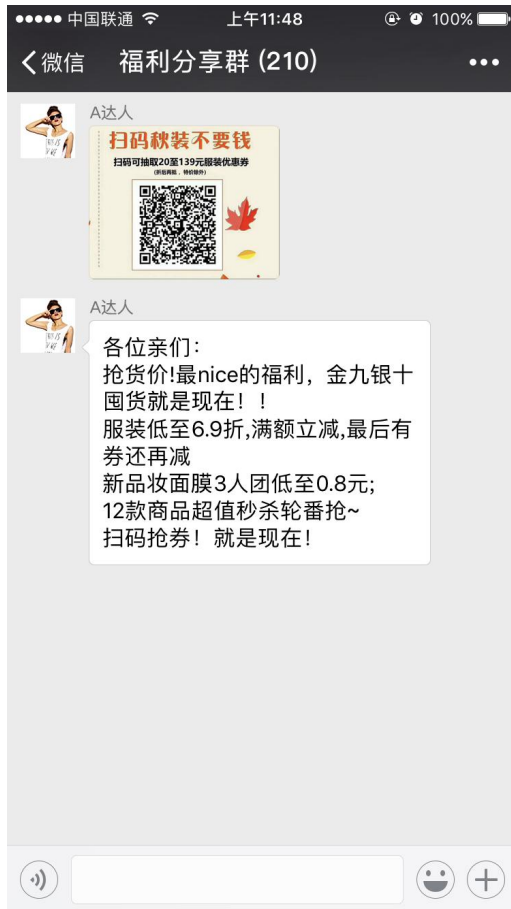 中国联通 上午11:48 100%
微信 福利分享群 (210)
A达人
扫码秋装不要钱
扫码可抽取20至139元服装优惠券
A达人
各位亲们：
抢货价!最nice的福利，金九银十
囤货就是现在！！
服装低至6.9折,满额立减,最后有
券还再减
新品妆面膜3人团低至0.8元;
12款商品超值秒杀轮番抢~
扫码抢券！就是现在！